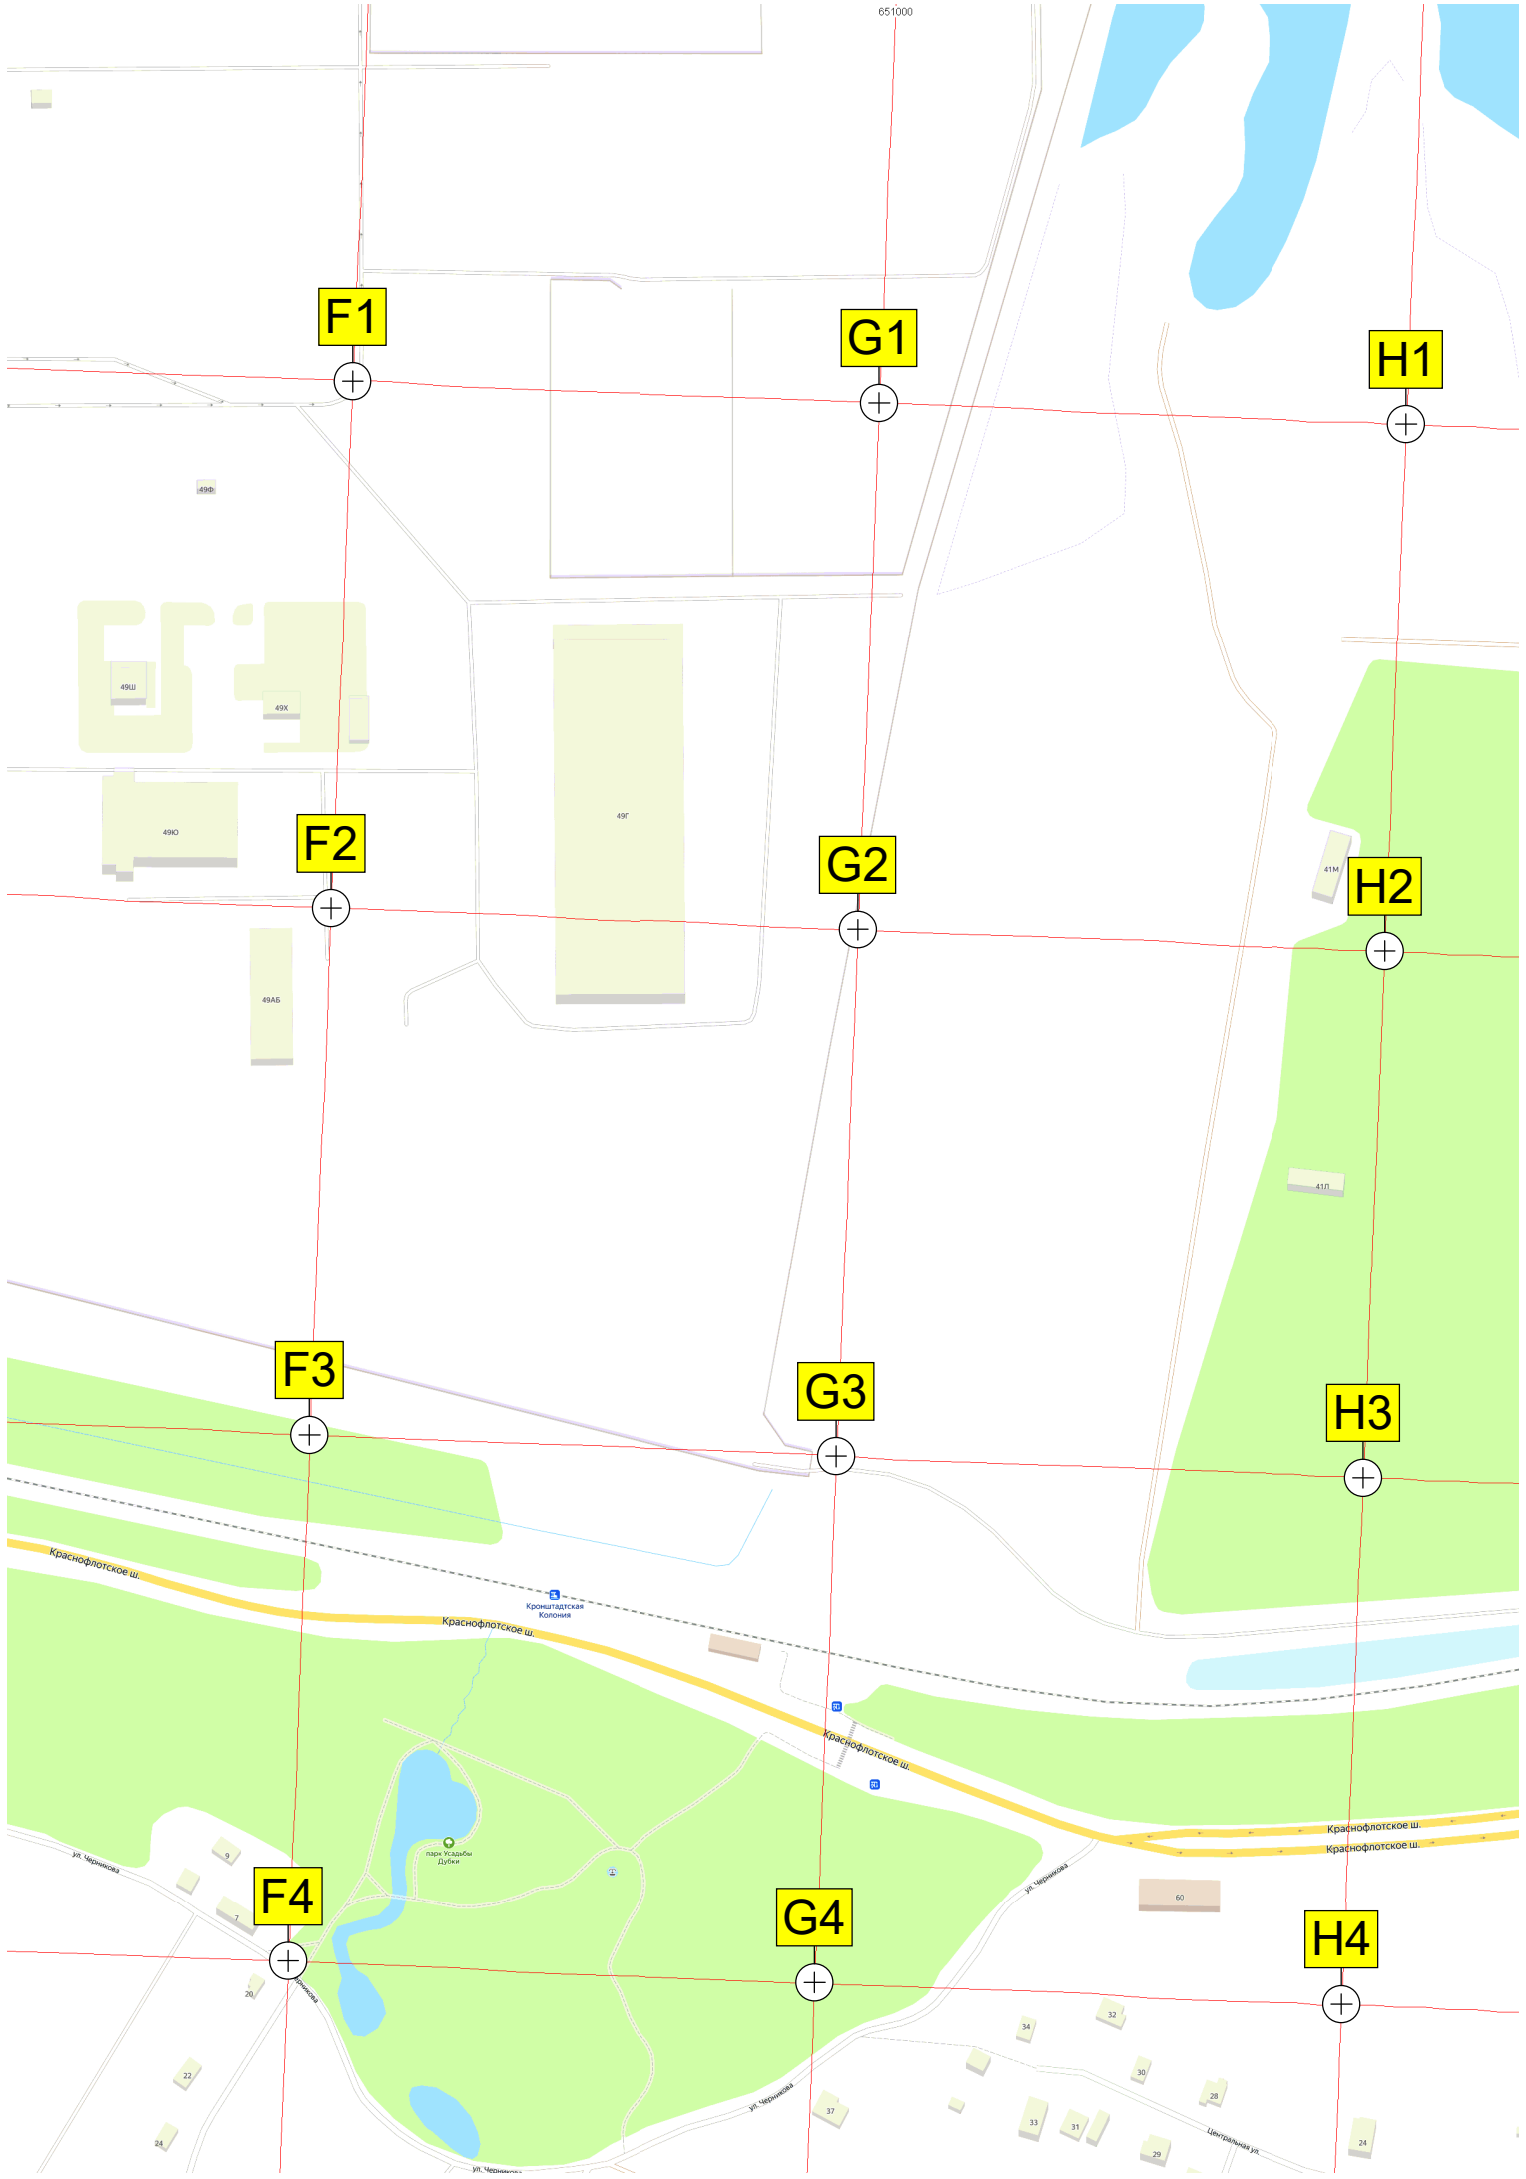 651000
F1
G1
H1
49Ф
49Ш
49Х
49Г
49Ю
F2
G2
41М
H2
49АБ
41Л
F3
G3
H3
Краснофлотское ш.
Кронштадтская
Колония
Краснофлотское ш.
Краснофлотское ш.
Краснофлотское ш.
Краснофлотское ш.
ул. Черникова
9
парк Усадьбы
Дубки
ул. Черникова
7
60
F4
G4
H4
20
34
32
22
30
28
37
33
31
ул. Черникова
24
29
Центральная ул.
24
ул. Черникова